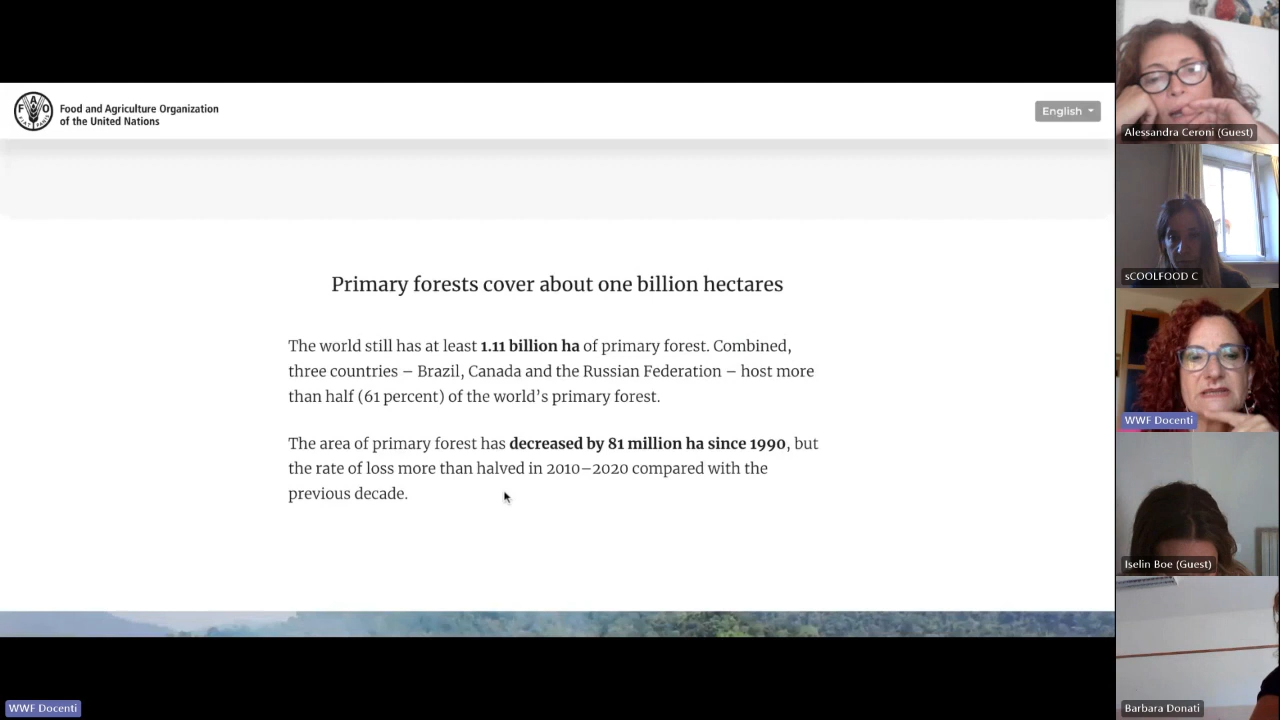 Food and Agriculture Organization
of the United Nations
English
Primary forests cover about one billion hectares
The world still has at least 1.11 billion ha of primary forest. Combined,
three countries – Brazil, Canada and the Russian Federation – host more
than half (61 percent) of the world’s primary forest.
The area of primary forest has decreased by 81 million ha since 1990, but
the rate of loss more than halved in 2010–2020 compared with the
previous decade.
WWF Docenti
Alessandra Ceroni (Guest)
sCOOLFOOD C
WWF Docenti
Iselin Boe (Guest)
Barbara Donati